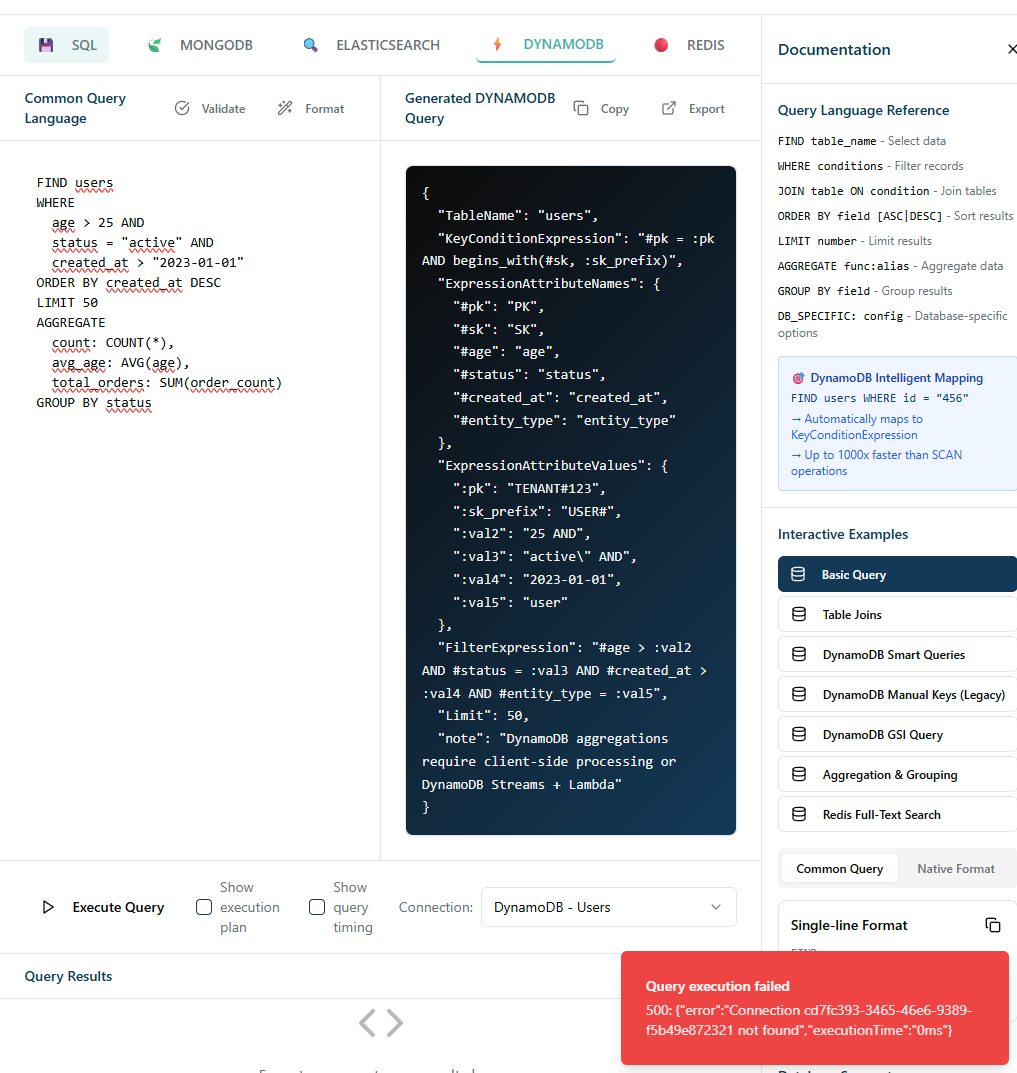 SQL
MONGODB
ELASTICSEARCH
DYNAMODB
REDIS
Common Query
Language
Validate
Format
FIND users
WHERE
  age > 25 AND
  status = "active" AND
  created_at > "2023-01-01"
ORDER BY created_at DESC
LIMIT 50
AGGREGATE
  count: COUNT(*),
  avg_age: AVG(age),
  total_orders: SUM(order_count)
GROUP BY status
Generated DYNAMODB
Query
Copy
Export
{
  "TableName": "users",
  "KeyConditionExpression": "#pk = :pk
AND begins_with(#sk, :sk_prefix)",
  "ExpressionAttributeNames": {
    "#pk": "PK",
    "#sk": "SK",
    "#age": "age",
    "#status": "status",
    "#created_at": "created_at",
    "#entity_type": "entity_type"
  },
  "ExpressionAttributeValues": {
    ":pk": "TENANT#123",
    ":sk_prefix": "USER#",
    ":val2": "25 AND",
    ":val3": "active\" AND",
    ":val4": "2023-01-01",
    ":val5": "user"
  },
  "FilterExpression": "#age > :val2
AND #status = :val3 AND #created_at >
:val4 AND #entity_type = :val5",
  "Limit": 50,
  "note": "DynamoDB aggregations
require client-side processing or
DynamoDB Streams + Lambda"
}
Execute Query
Show
execution
plan
Show
query
timing
Connection:
DynamoDB - Users
Query Results
Documentation
Query Language Reference
FIND table_name - Select data
WHERE conditions - Filter records
JOIN table ON condition - Join tables
ORDER BY field [ASC|DESC] - Sort results
LIMIT number - Limit results
AGGREGATE func:alias - Aggregate data
GROUP BY field - Group results
DB_SPECIFIC: config - Database-specific
options
DynamoDB Intelligent Mapping
FIND users WHERE id = "456"
→ Automatically maps to
KeyConditionExpression
→ Up to 1000x faster than SCAN
operations
Interactive Examples
Basic Query
Table Joins
DynamoDB Smart Queries
DynamoDB Manual Keys (Legacy)
DynamoDB GSI Query
Aggregation & Grouping
Redis Full-Text Search
Common Query
Native Format
Single-line Format
Query execution failed
500: {"error":"Connection cd7fc393-3465-46e6-9389-
f5b49e872321 not found","executionTime":"0ms"}